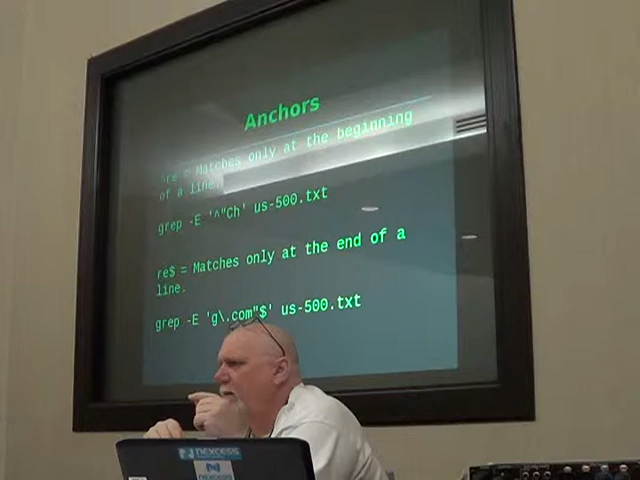 Anchors
^re = Matches only at the beginning
of a line.
grep -E '^"Ch' us-500.txt
re$ = Matches only at the end of a
line.
grep -E 'g\.com"$' us-500.txt
nexcess
nexcess